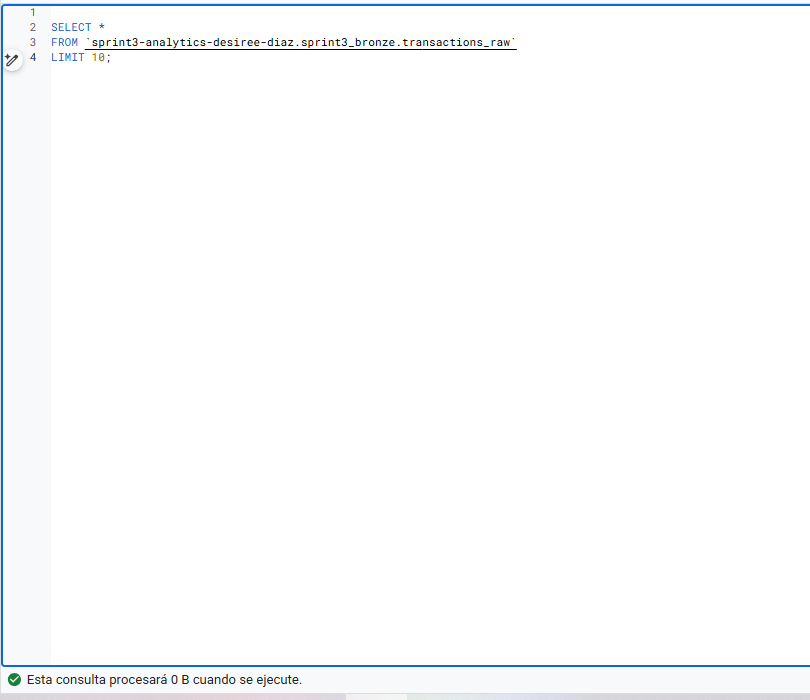 1
2 SELECT *
3 FROM `sprint3-analytics-desiree-diaz.sprint3_bronze.transactions_raw`
4 LIMIT 10;
Esta consulta procesará 0 B cuando se ejecute.